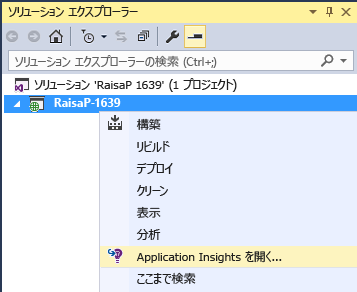 ソリューション エクスプローラー
ソリューション エクスプローラーの検索 (Ctrl+;)
ソリューション 'RaisaP 1639' (1 プロジェクト)
RaisaP-1639
構築
リビルド
デプロイ
クリーン
表示
分析
Application Insights を開く...
ここまで検索